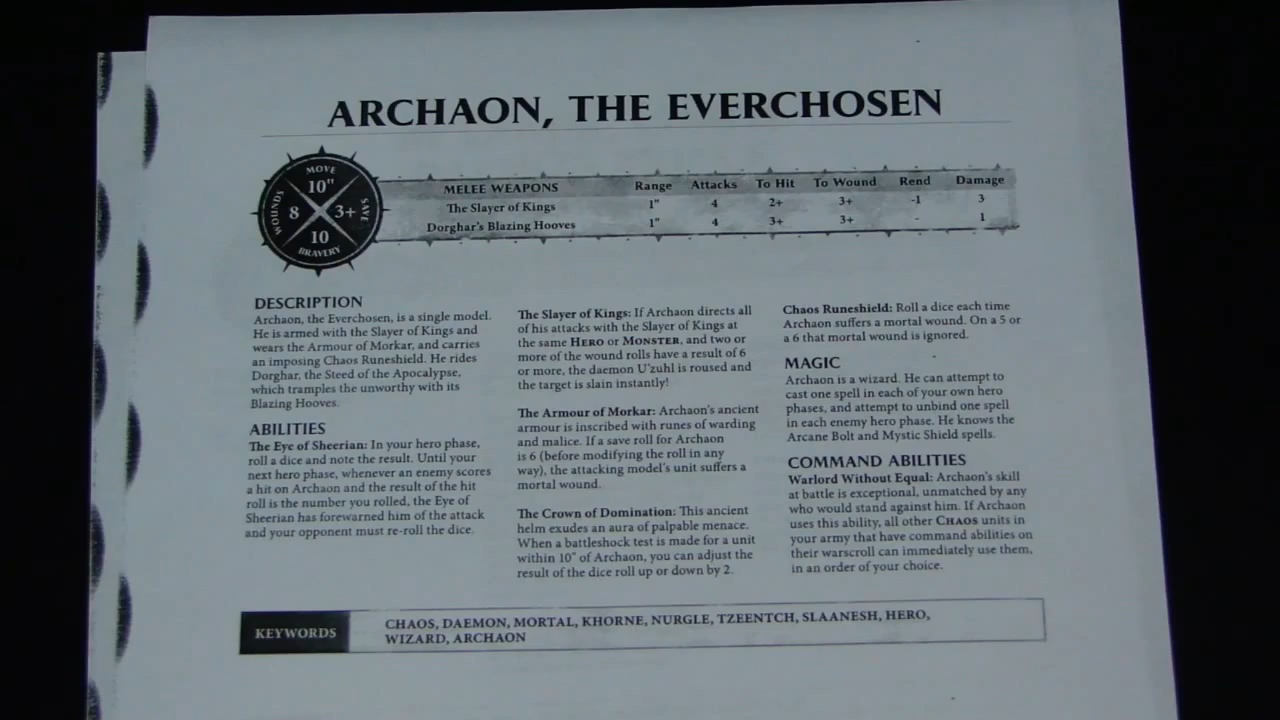 ARCHAON, THE EVERCHOSEN
MOVE
10"
WOUNDS
8
3+
SAVE
10
BRAVERY
MELEE WEAPONS Range Attacks To Hit To Wound Rend Damage
The Slayer of Kings 1" 4 2+ 3+ -1 3
Dorghar's Blazing Hooves 1" 4 3+ 3+ - 1
DESCRIPTION
Archaon, the Everchosen, is a single model.
He is armed with the Slayer of Kings and
wears the Armour of Morkar, and carries
an imposing Chaos Runeshield. He rides
Dorghar, the Steed of the Apocalypse,
which tramples the unworthy with its
Blazing Hooves.
ABILITIES
The Eye of Sheerian: In your hero phase,
roll a dice and note the result. Until your
next hero phase, whenever an enemy scores
a hit on Archaon and the result of the hit
roll is the number you rolled, the Eye of
Sheerian has forewarned him of the attack
and your opponent must re-roll the dice.
The Slayer of Kings: If Archaon directs all
of his attacks with the Slayer of Kings at
the same HERO or MONSTER, and two or
more of the wound rolls have a result of 6
or more, the daemon U'zuhl is roused and
the target is slain instantly!
The Armour of Morkar: Archaon's ancient
armour is inscribed with runes of warding
and malice. If a save roll for Archaon
is 6 (before modifying the roll in any
way), the attacking model's unit suffers a
mortal wound.
The Crown of Domination: This ancient
helm exudes an aura of palpable menace.
When a battleshock test is made for a unit
within 10" of Archaon, you can adjust the
result of the dice roll up or down by 2.
Chaos Runeshield: Roll a dice each time
Archaon suffers a mortal wound. On a 5 or
a 6 that mortal wound is ignored.
MAGIC
Archaon is a wizard. He can attempt to
cast one spell in each of your own hero
phases, and attempt to unbind one spell
in each enemy hero phase. He knows the
Arcane Bolt and Mystic Shield spells.
COMMAND ABILITIES
Warlord Without Equal: Archaon's skill
at battle is exceptional, unmatched by any
who would stand against him. If Archaon
uses this ability, all other CHAOS units in
your army that have command abilities on
their warscroll can immediately use them,
in an order of your choice.
KEYWORDS
CHAOS, DAEMON, MORTAL, KHORNE, NURGLE, TZEENTCH, SLAANESH, HERO,
WIZARD, ARCHAON